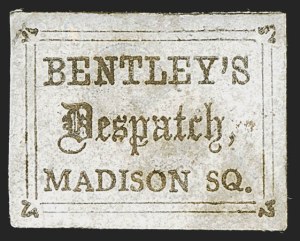 BENTLEY'S
Despatch,
MADISON SQ.